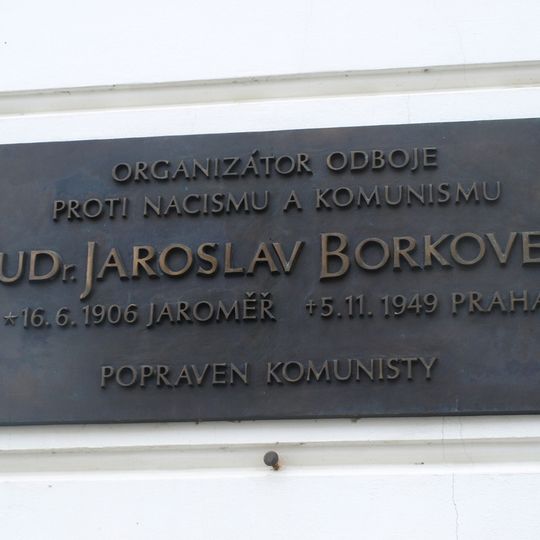 ORGANIZÁTOR ODBOJE
PROTI NACISMU A KOMUNISMU
UDr. JAROSLAV BORKOVE
*16. 6. 1906 JAROMĚŘ +5. 11. 1949 PRAHA
POPRAVEN KOMUNISTY